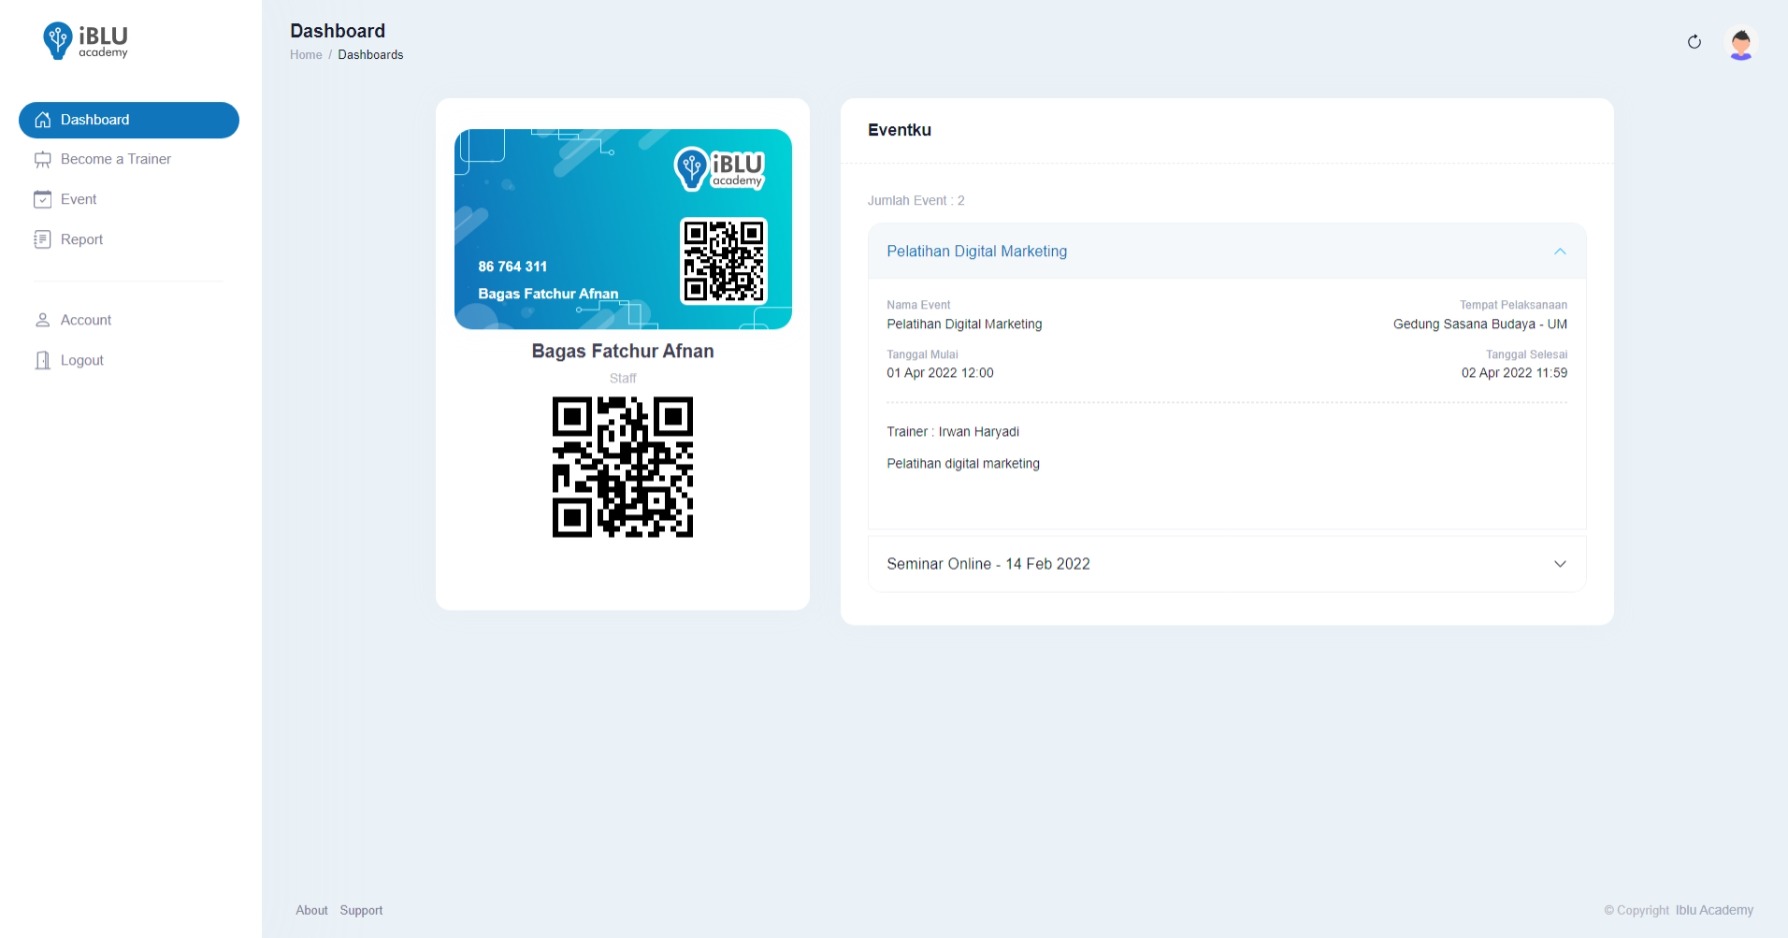 iBLU
academy
Dashboard
Home / Dashboards
Dashboard
Become a Trainer
Event
Report
Account
Logout
iBLU
academy
86 764 311
Bagas Fatchur Afnan
Bagas Fatchur Afnan
Staff
Eventku
Jumlah Event : 2
Pelatihan Digital Marketing
Nama Event
Tempat Pelaksanaan
Pelatihan Digital Marketing
Gedung Sasana Budaya - UM
Tanggal Mulai
Tanggal Selesai
01 Apr 2022 12:00
02 Apr 2022 11:59
Trainer : Irwan Haryadi
Pelatihan digital marketing
Seminar Online - 14 Feb 2022
About Support
© Copyright Iblu Academy